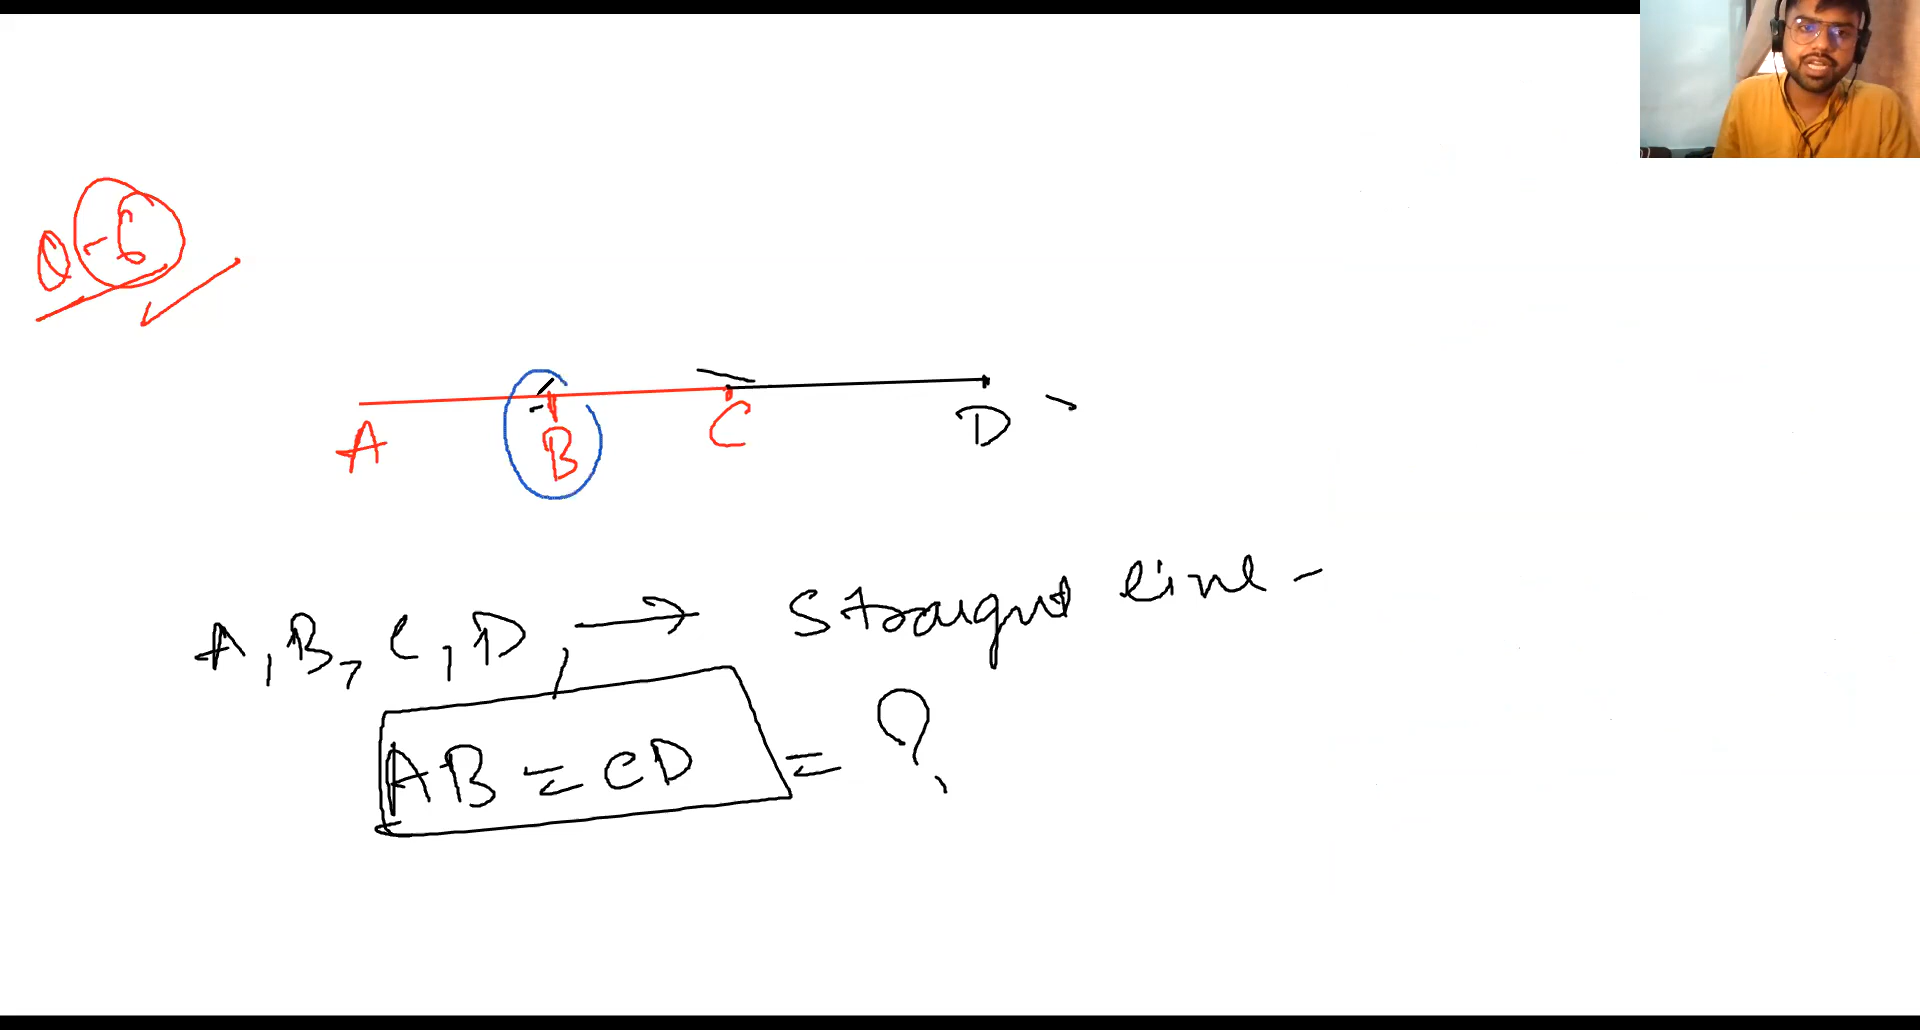 Q-6
A B C D
A, B, C, D, → Straight line -
AB = CD = ?